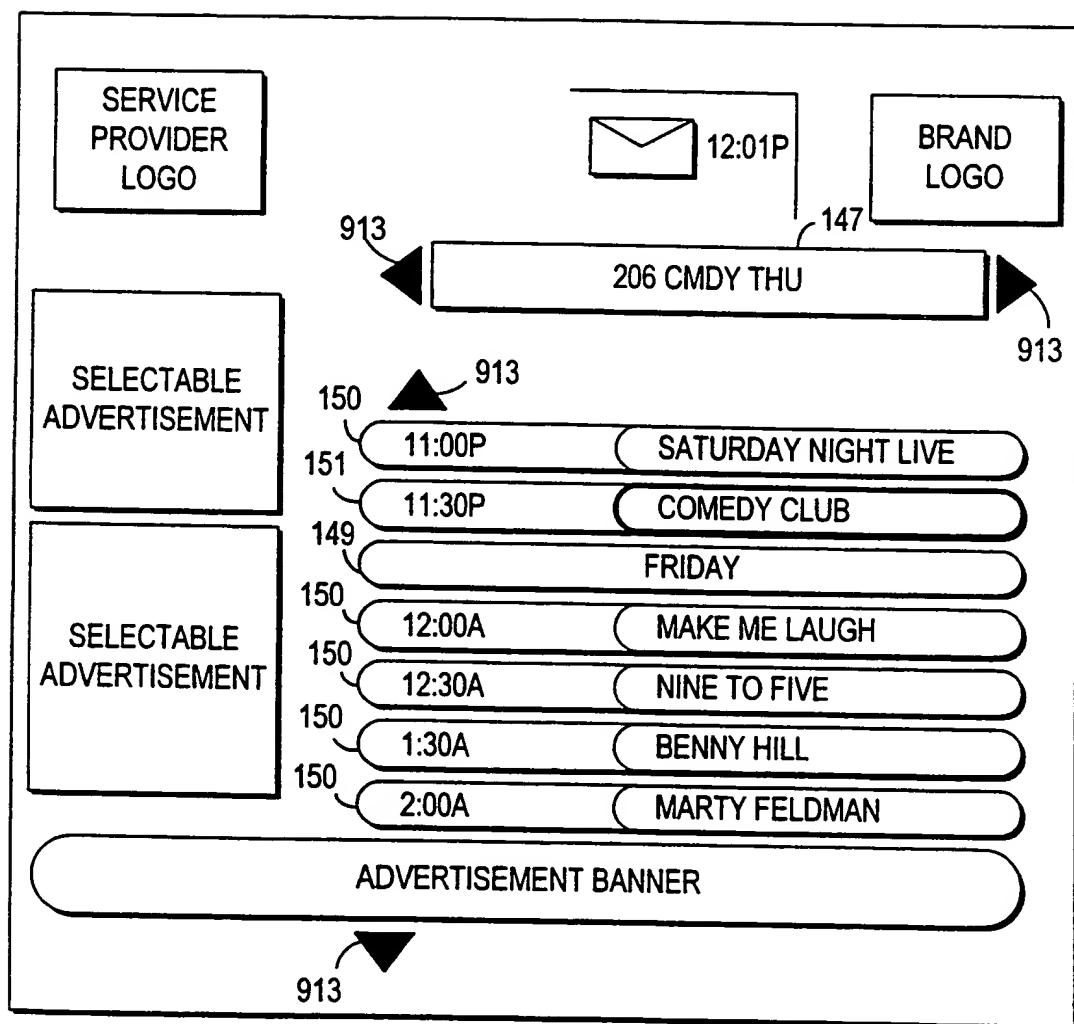 SERVICE
PROVIDER
LOGO
12:01P
BRAND
LOGO
147
913
206 CMDY THU
913
SELECTABLE
ADVERTISEMENT
913
150
11:00P SATURDAY NIGHT LIVE
151
11:30P COMEDY CLUB
149
FRIDAY
SELECTABLE
ADVERTISEMENT
150
12:00A MAKE ME LAUGH
150
12:30A NINE TO FIVE
150
1:30A BENNY HILL
150
2:00A MARTY FELDMAN
ADVERTISEMENT BANNER
913